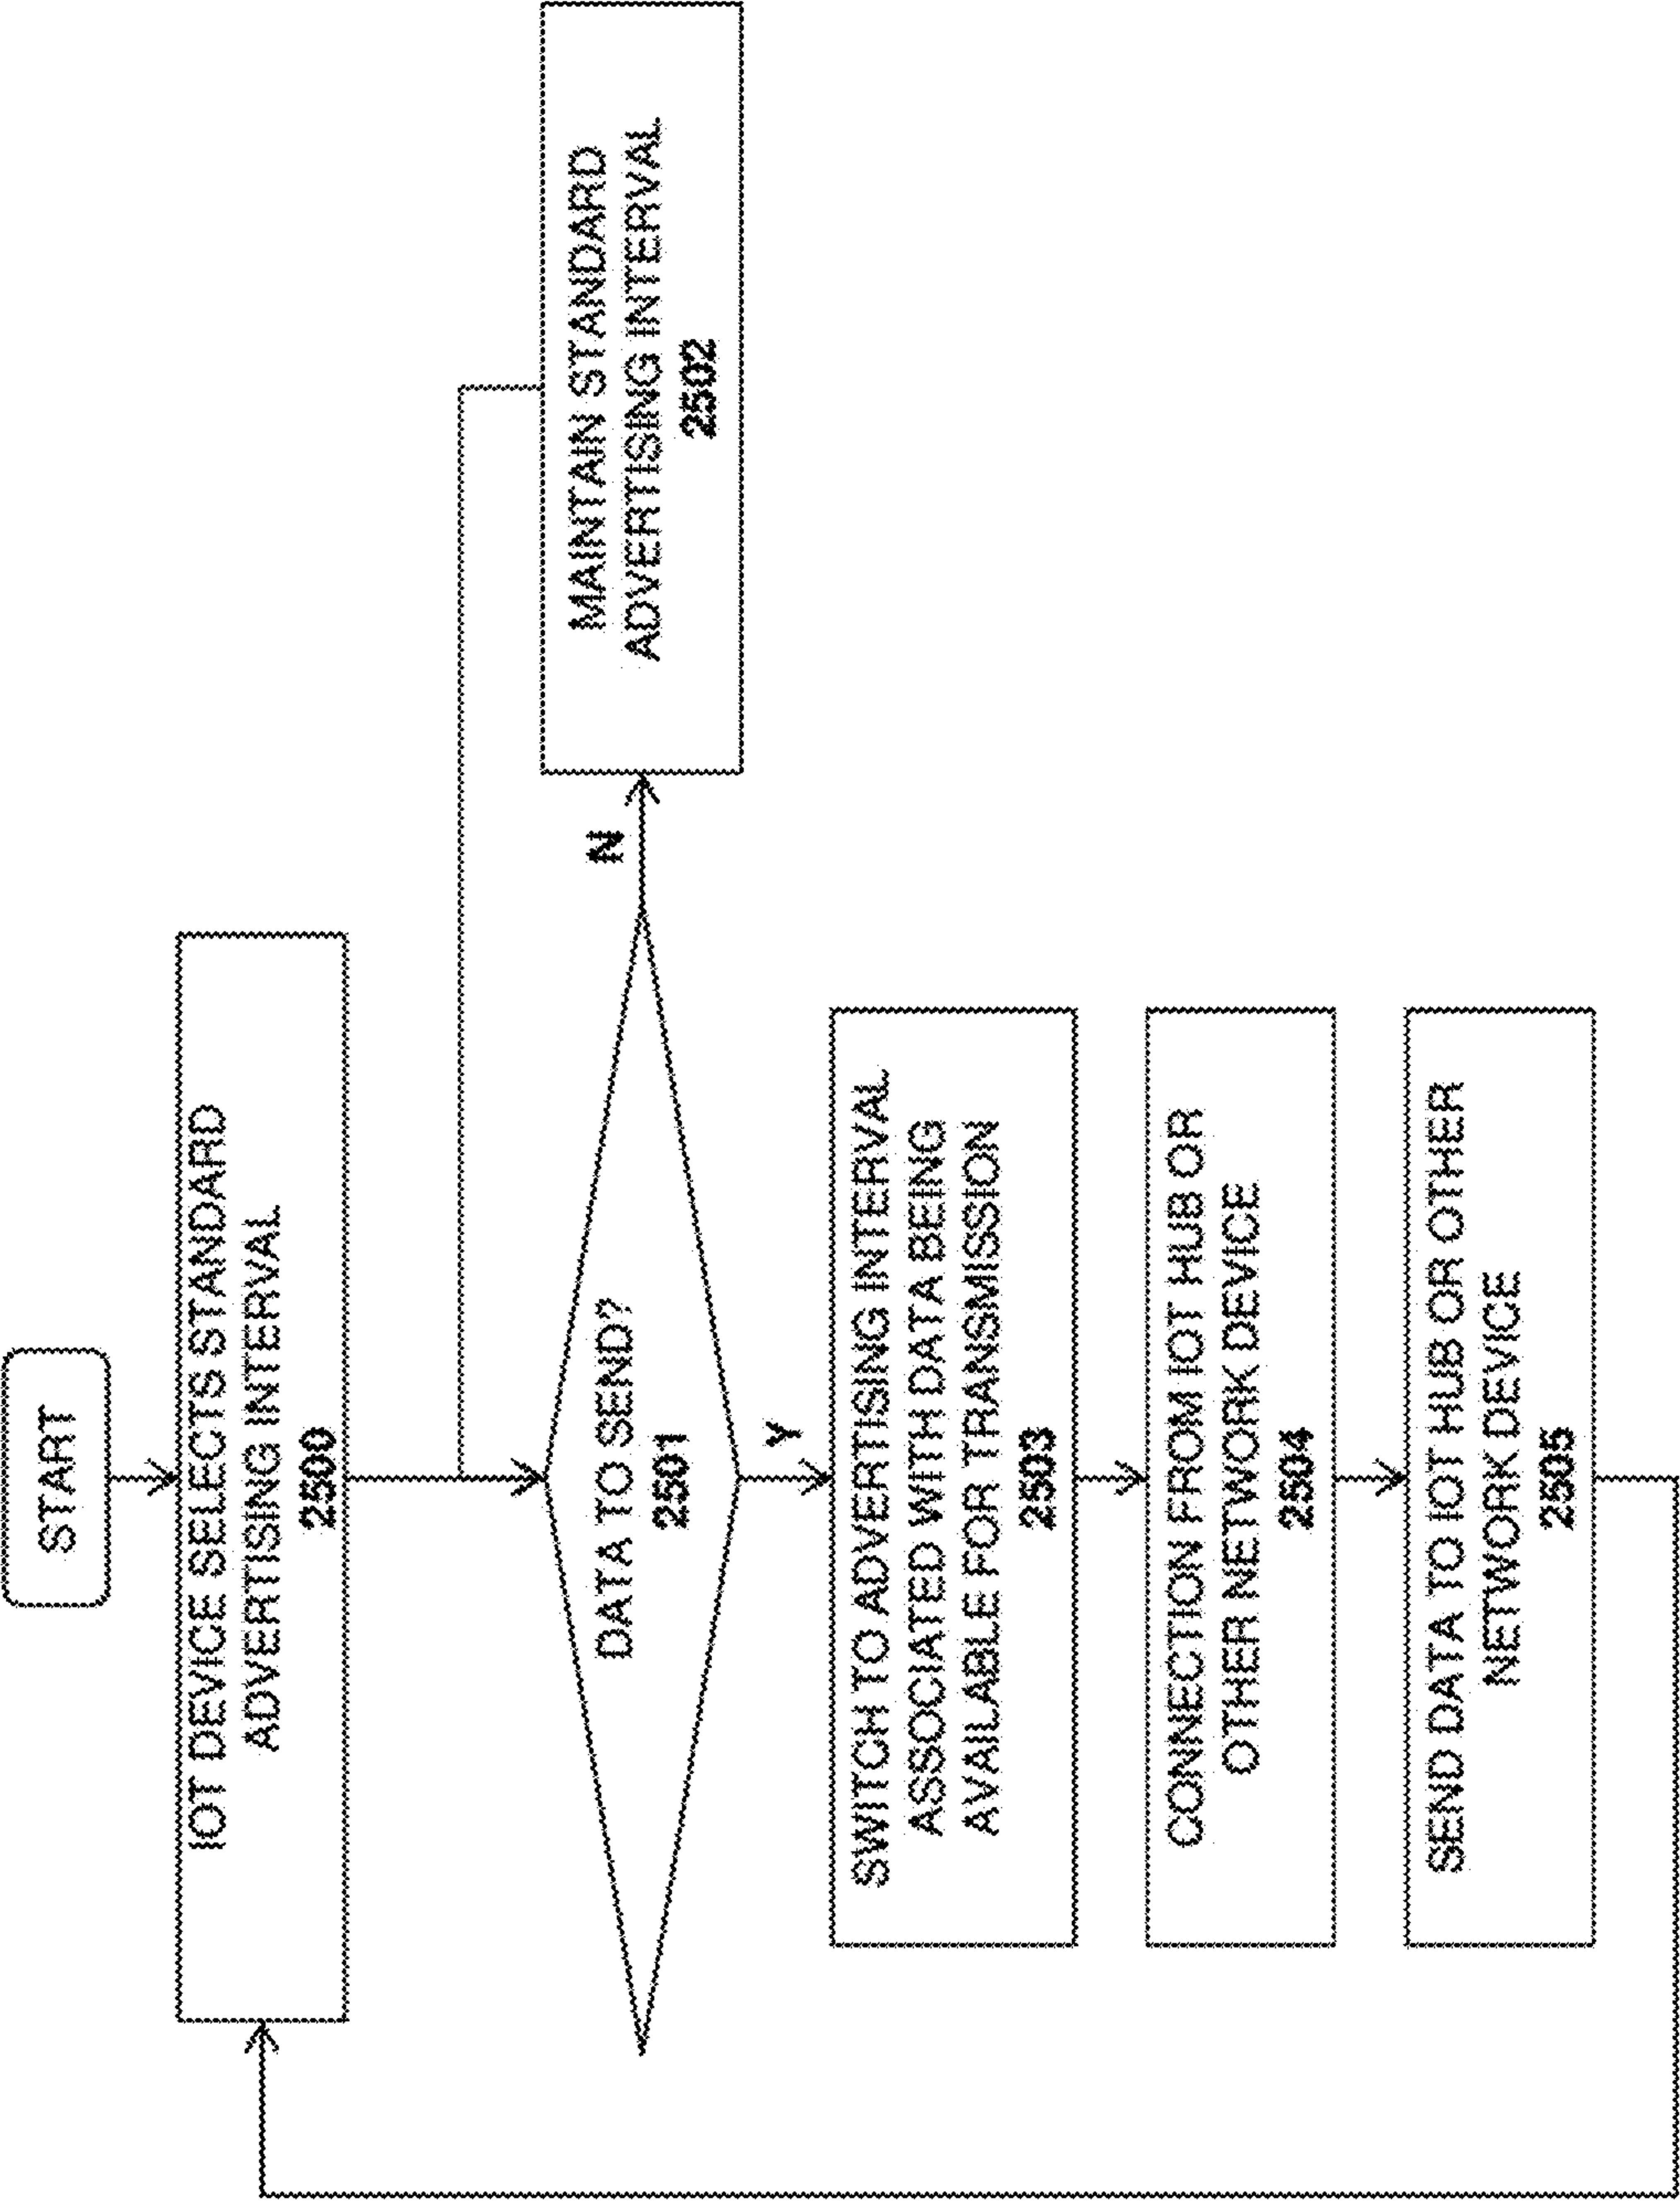 START
IOT DEVICE SELECTS STANDARD
ADVERTISING INTERVAL
2500
DATA TO SEND?
2501
N
MAINTAIN STANDARD
ADVERTISING INTERVAL
2502
Y
SWITCH TO ADVERTISING INTERVAL
ASSOCIATED WITH DATA BEING
AVAILABLE FOR TRANSMISSION
2503
CONNECTION FROM IOT HUB OR
OTHER NETWORK DEVICE
2504
SEND DATA TO IOT HUB OR OTHER
NETWORK DEVICE
2505